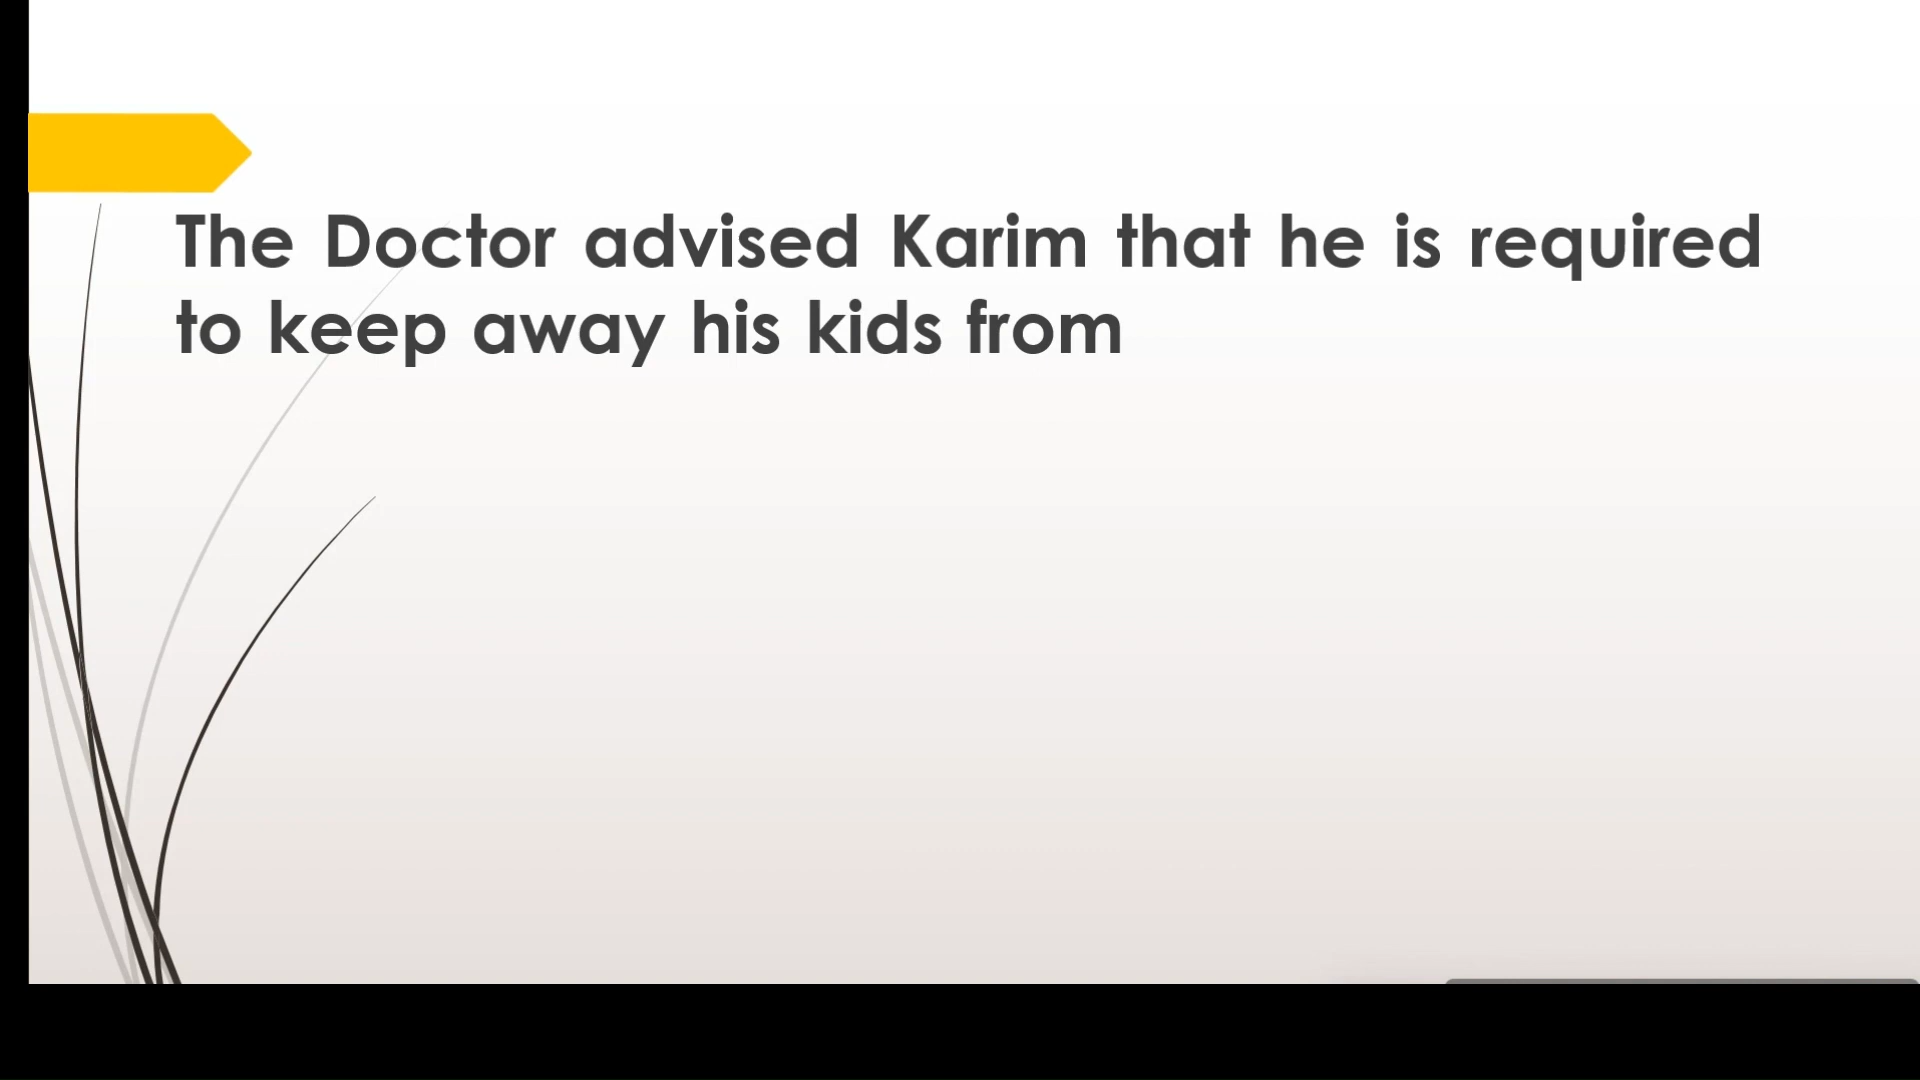 The Doctor advised Karim that he is required
to keep away his kids from